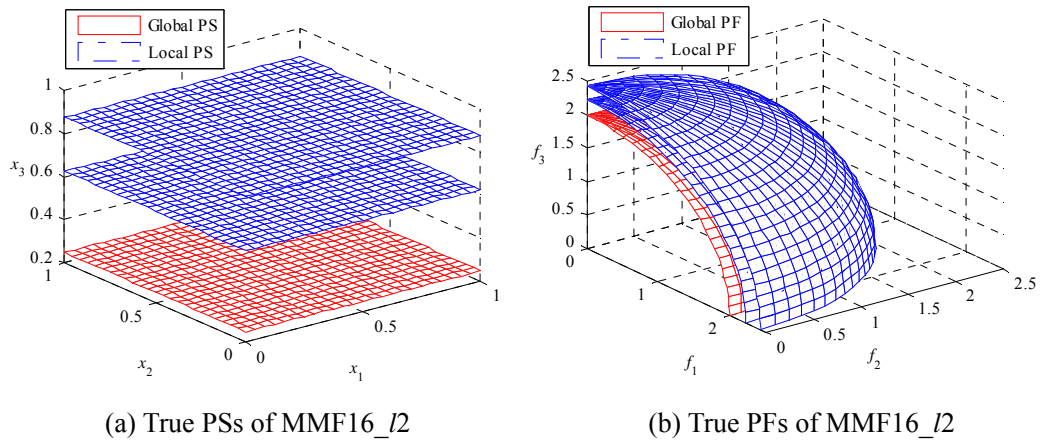 Global PS
Local PS
1
0.8
0.6
0.4
0.2
x3
1
0.5
0
x2
0
0.5
1
x1
Global PF
Local PF
2.5
2
1.5
1
0.5
0
f3
0
1
2
f1
0
0.5
1
1.5
2
2.5
f2
(a) True PSs of MMF16_l2
(b) True PFs of MMF16_l2